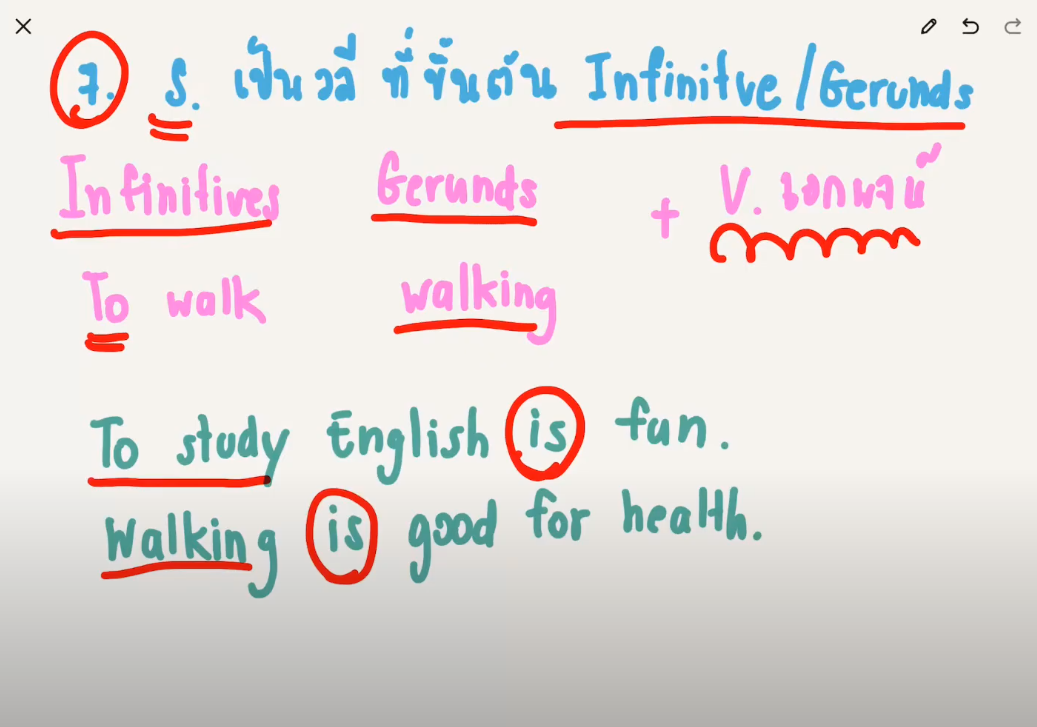 7. S. เป็นวลี ที่ขึ้นต้น Infinitve/Gerunds
Infinitives Gerunds + V. เอกพจน์
To walk walking
To study English is fun.
Walking is good for health.